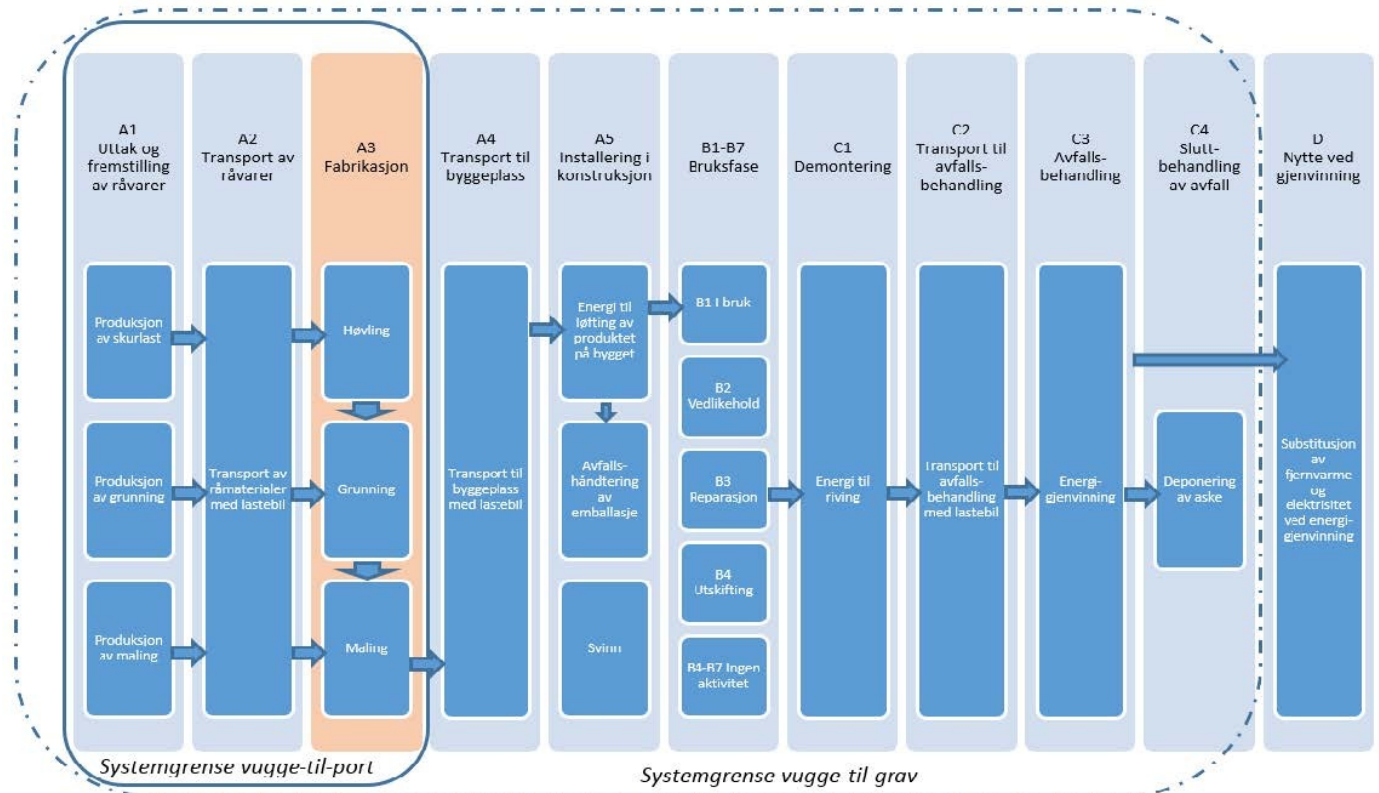 A1
Uttak og
fremstilling
av råvarer
A2
Transport av
råvarer
A3
Fabrikasjon
A4
Transport til
byggeplass
A5
Installering i
konstruksjon
B1-B7
Bruksfase
C1
Demontering
C2
Transport til
avfalls-
behandling
C3
Avfalls-
behandling
C4
Slutt-
behandling
av avfall
D
Nytte ved
gjenvinning
Produksjon
av skurlast
Produksjon
av grunning
Produksjon
av maling
Transport av
råmaterialer
med lastebil
Høvling
Grunning
Maling
Transport til
byggeplass
med lastebil
Energi til
løfting av
produktet
på bygget
Avfalls-
håndtering
av
emballasje
Svinn
B1 I bruk
B2
Vedlikehold
B3
Reparasjon
B4
Utskifting
B4-B7 Ingen
aktivitet
Energi til
riving
Transport til
avfalls-
behandling
med lastebil
Energi-
gjenvinning
Deponering
av aske
Substitusjon
av
fjernvarme
og
elektrisitet
ved energi-
gjenvinning
Systemgrense vugge-til-port
Systemgrense vugge til grav